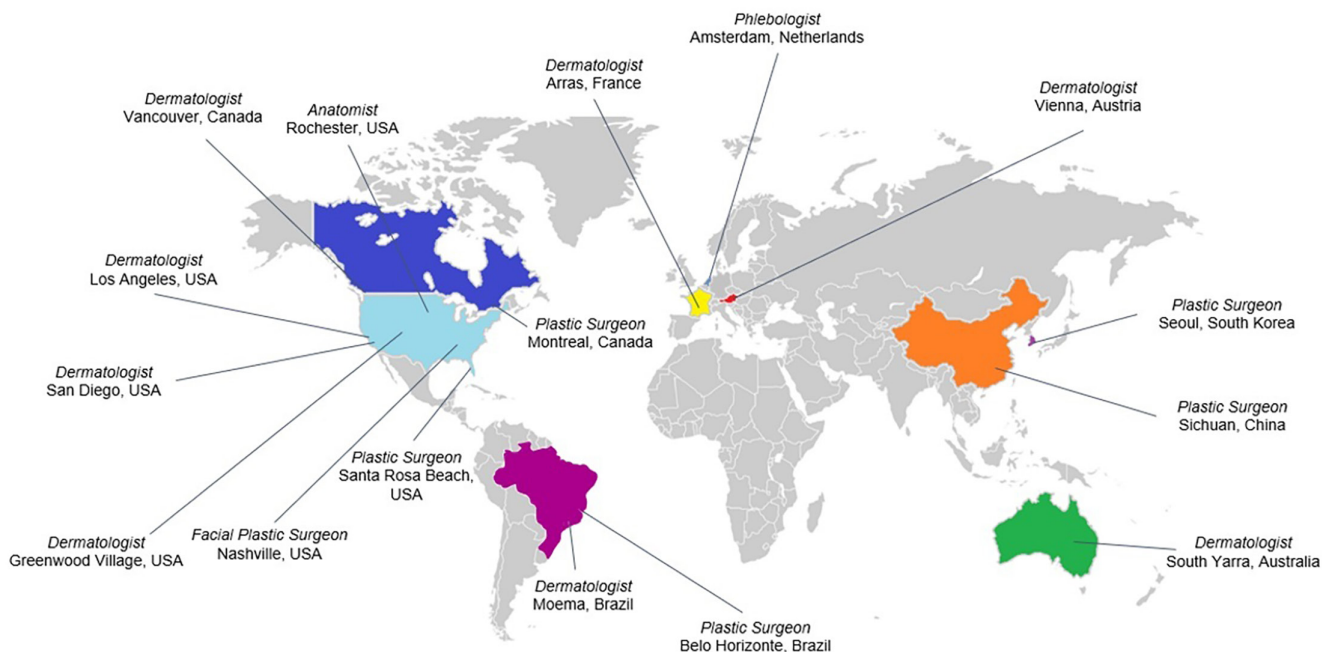 Phlebologist
Amsterdam, Netherlands
Dermatologist
Arras, France
Dermatologist
Vienna, Austria
Dermatologist
Vancouver, Canada
Anatomist
Rochester, USA
Dermatologist
Los Angeles, USA
Plastic Surgeon
Montreal, Canada
Plastic Surgeon
Seoul, South Korea
Dermatologist
San Diego, USA
Plastic Surgeon
Sichuan, China
Plastic Surgeon
Santa Rosa Beach,
USA
Facial Plastic Surgeon
Nashville, USA
Dermatologist
Greenwood Village, USA
Dermatologist
South Yarra, Australia
Dermatologist
Moema, Brazil
Plastic Surgeon
Belo Horizonte, Brazil